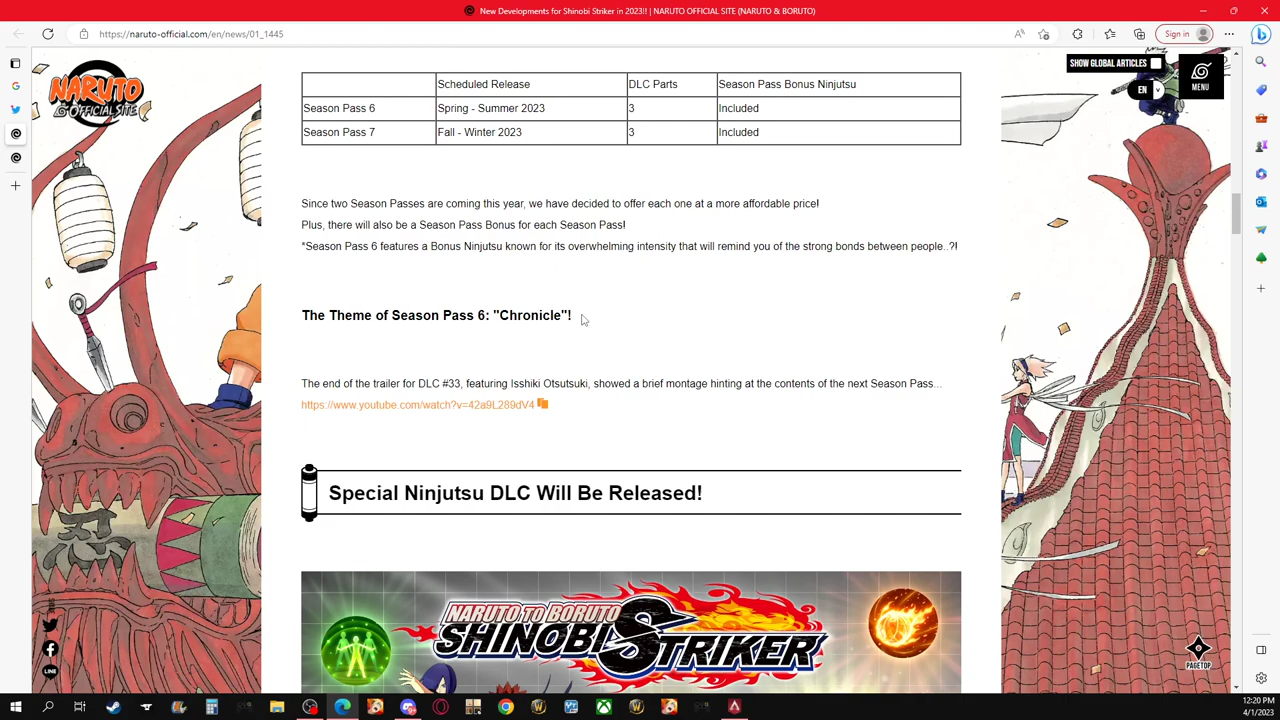 New Developments for Shinobi Striker in 2023!! | NARUTO OFFICIAL SITE (NARUTO & BORUTO)
https://naruto-official.com/en/news/01_1445
Sign in
NARUTO
OFFICIAL SITE
SHOW GLOBAL ARTICLES
EN
MENU
Scheduled Release DLC Parts Season Pass Bonus Ninjutsu
Season Pass 6 Spring - Summer 2023 3 Included
Season Pass 7 Fall - Winter 2023 3 Included
Since two Season Passes are coming this year, we have decided to offer each one at a more affordable price!
Plus, there will also be a Season Pass Bonus for each Season Pass!
*Season Pass 6 features a Bonus Ninjutsu known for its overwhelming intensity that will remind you of the strong bonds between people..?!
The Theme of Season Pass 6: "Chronicle"!
The end of the trailer for DLC #33, featuring Isshiki Otsutsuki, showed a brief montage hinting at the contents of the next Season Pass...
https://www.youtube.com/watch?v=42a9L289dV4
Special Ninjutsu DLC Will Be Released!
NARUTO TO BORUTO
SHINOBI STRIKER
LINE
PAGETOP
12:20 PM
4/1/2023